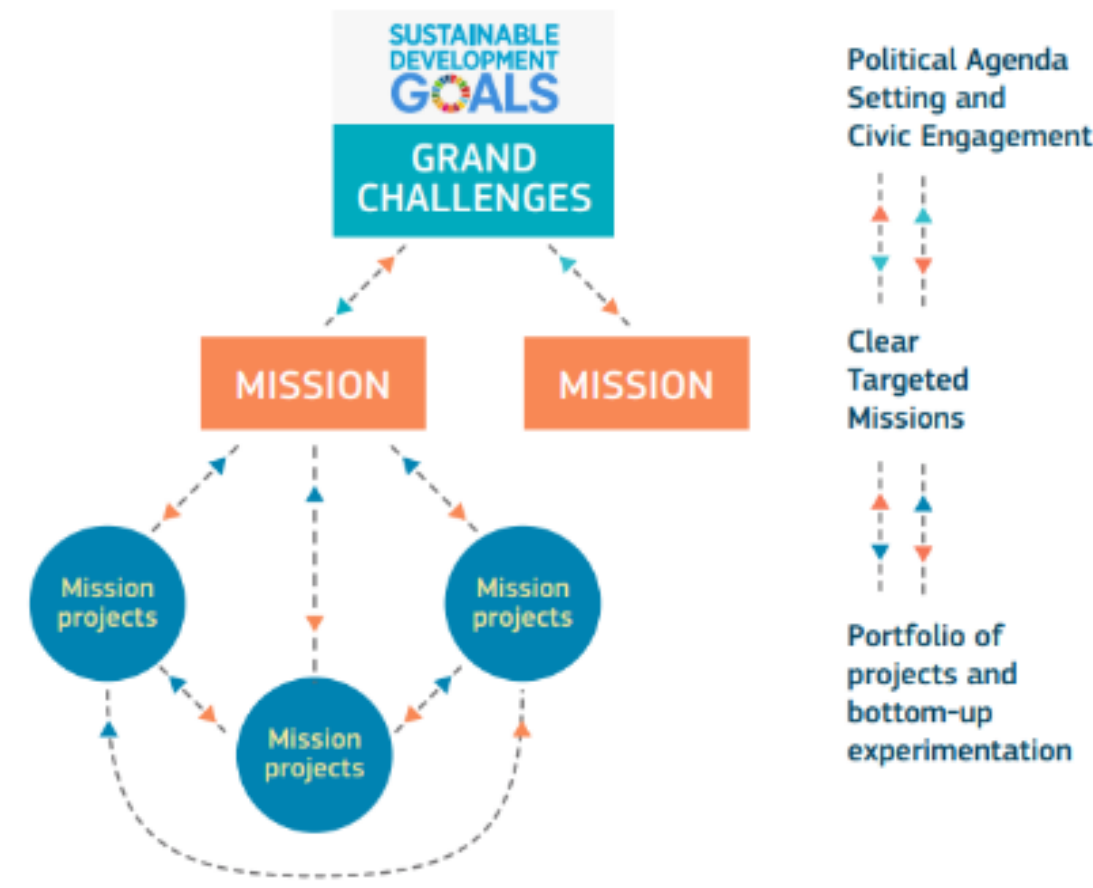 SUSTAINABLE
DEVELOPMENT
GOALS
GRAND
CHALLENGES
MISSION
MISSION
Mission
projects
Mission
projects
Mission
projects
Political Agenda
Setting and
Civic Engagement
Clear
Targeted
Missions
Portfolio of
projects and
bottom-up
experimentation